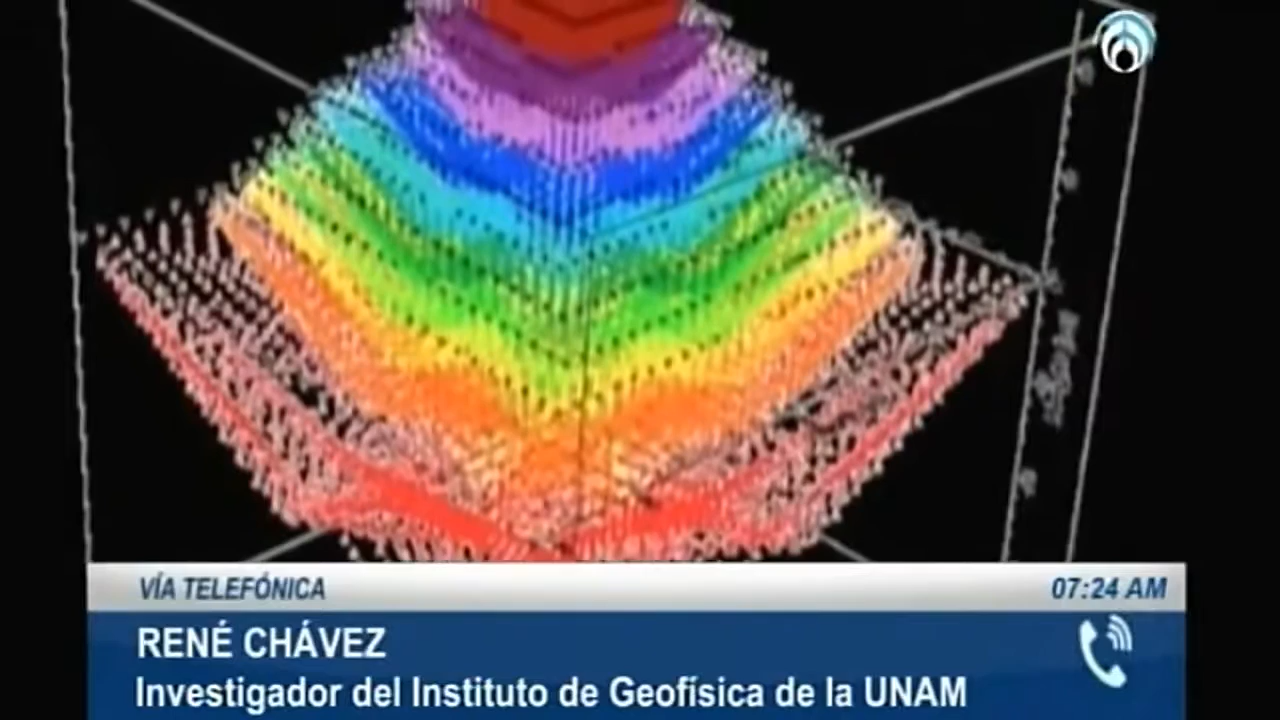 VÍA TELEFÓNICA
07:24 AM
RENÉ CHÁVEZ
Investigador del Instituto de Geofísica de la UNAM